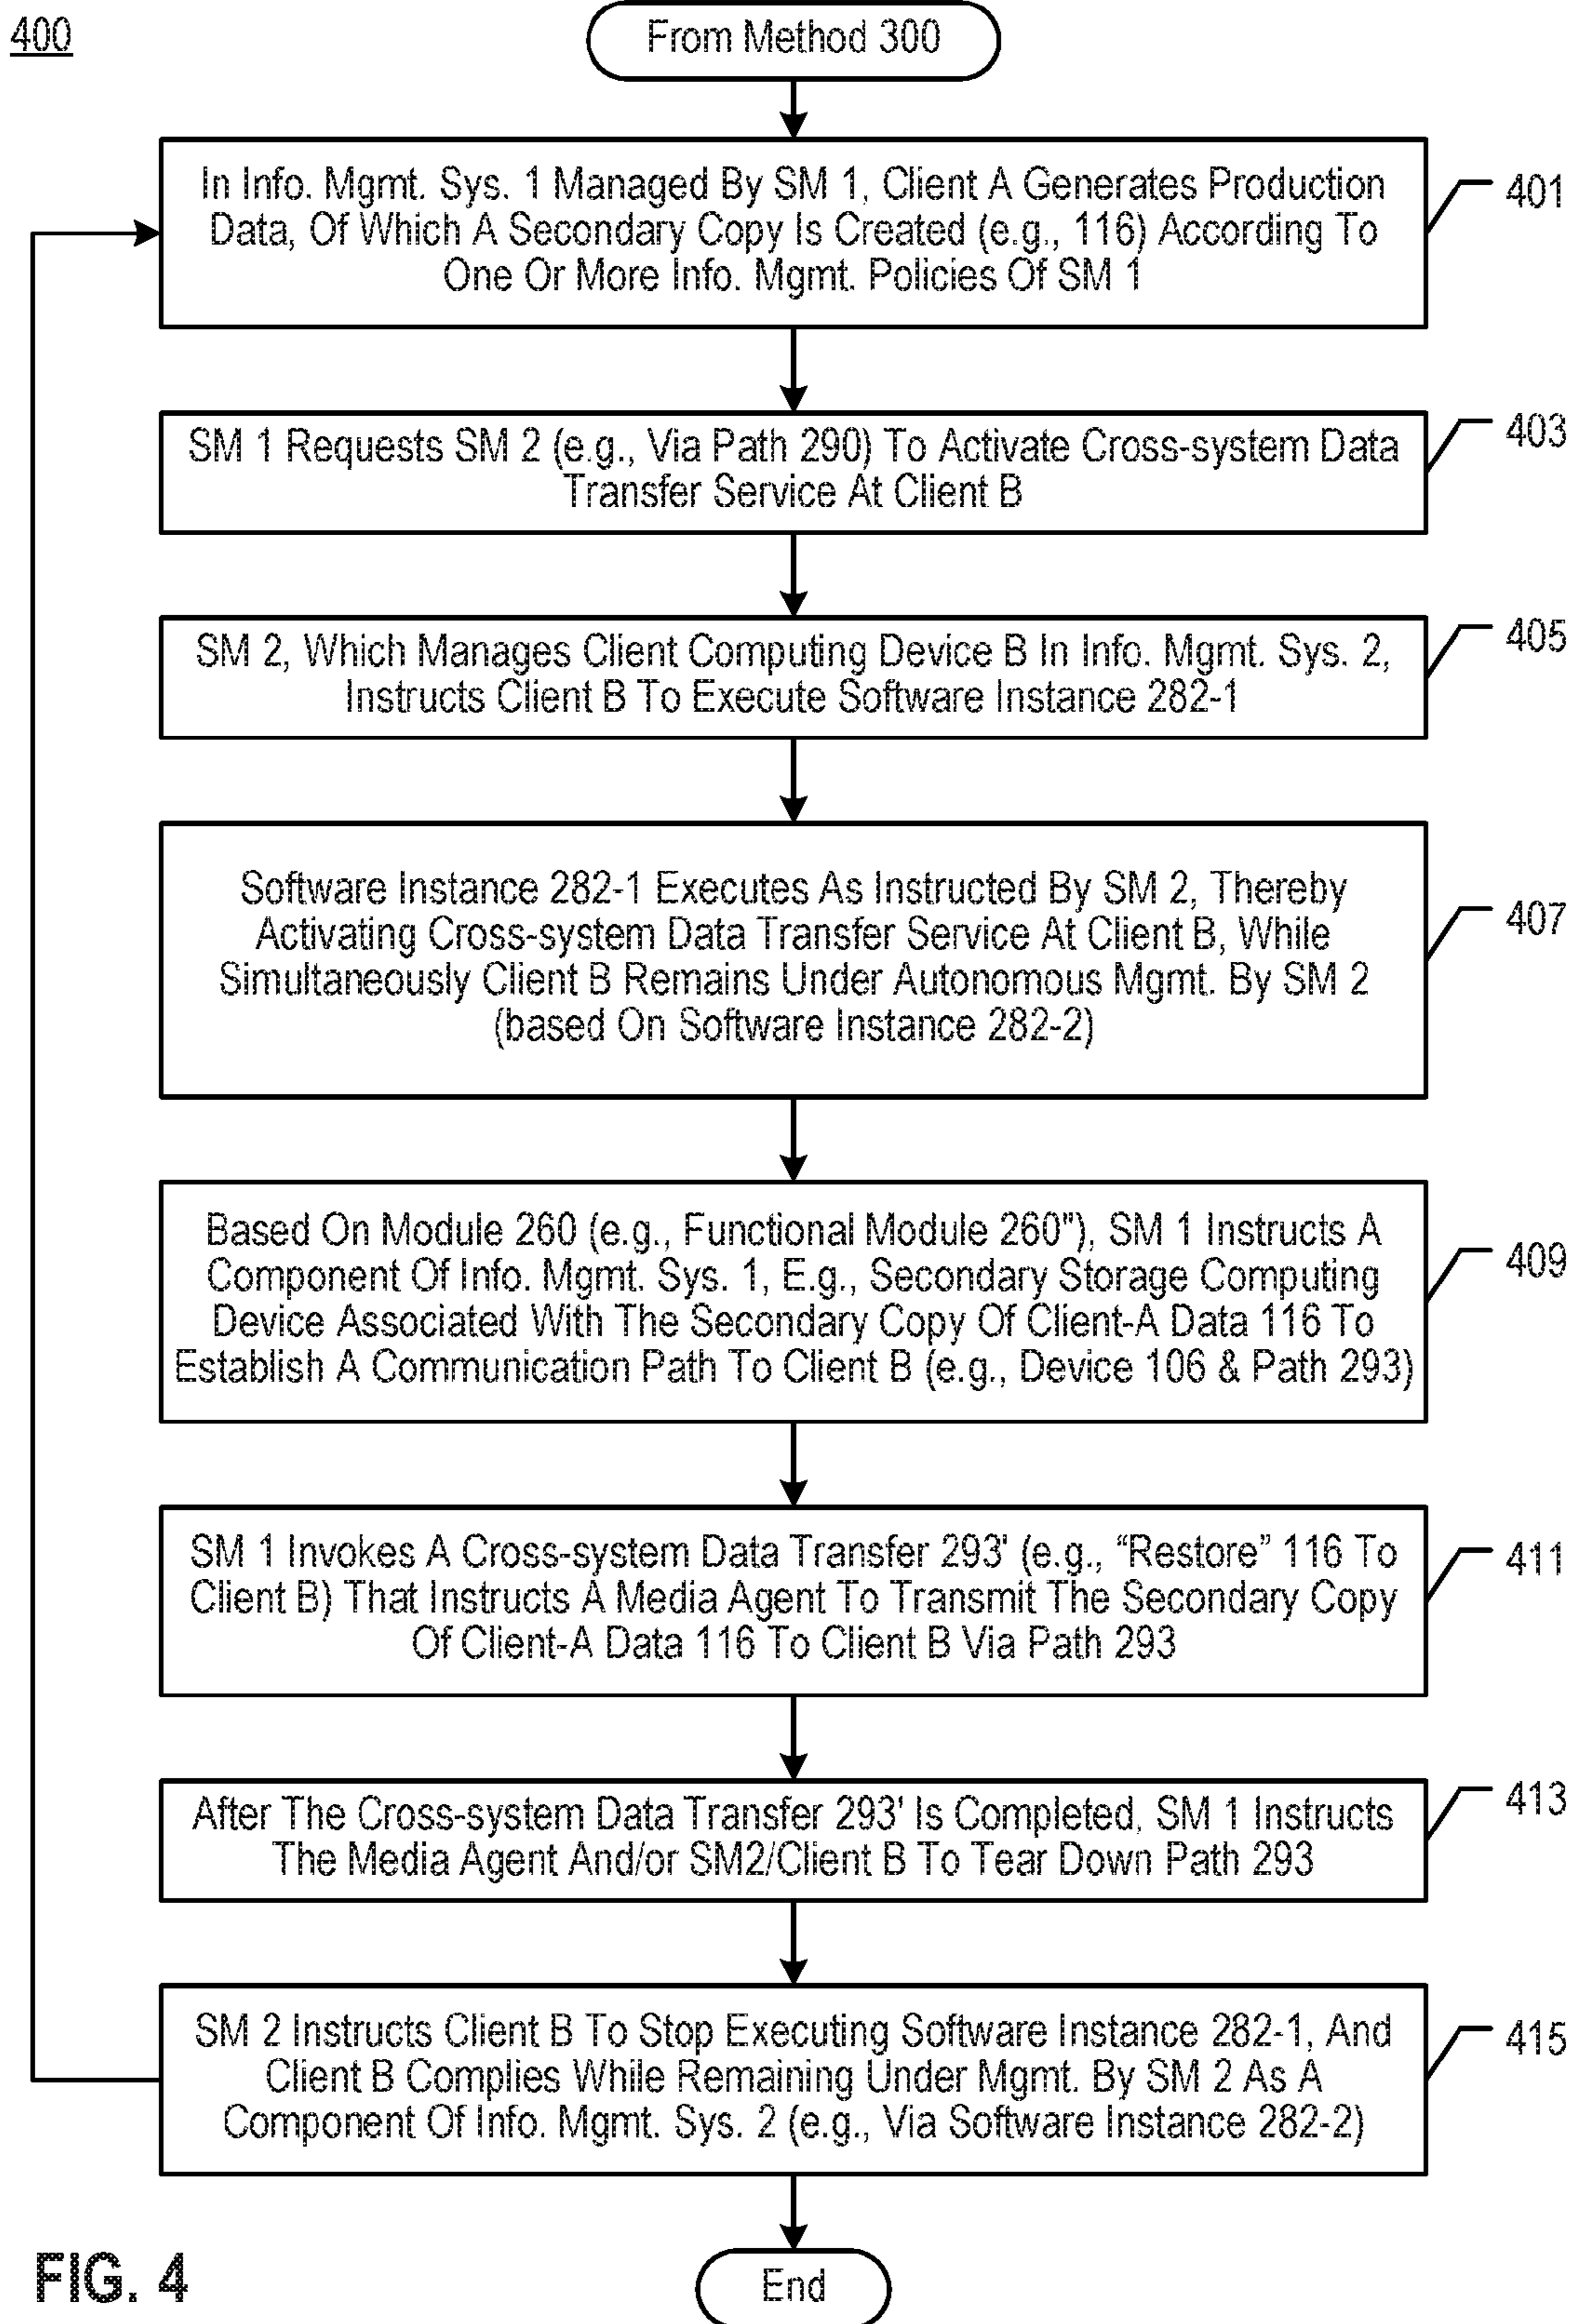 400
From Method 300
In Info. Mgmt. Sys. 1 Managed By SM 1, Client A Generates Production
Data, Of Which A Secondary Copy Is Created (e.g., 116) According To
One Or More Info. Mgmt. Policies Of SM 1
401
SM 1 Requests SM 2 (e.g., Via Path 290) To Activate Cross-system Data
Transfer Service At Client B
403
SM 2, Which Manages Client Computing Device B In Info. Mgmt. Sys. 2,
Instructs Client B To Execute Software Instance 282-1
405
Software Instance 282-1 Executes As Instructed By SM 2, Thereby
Activating Cross-system Data Transfer Service At Client B, While
Simultaneously Client B Remains Under Autonomous Mgmt. By SM 2
(based On Software Instance 282-2)
407
Based On Module 260 (e.g., Functional Module 260"), SM 1 Instructs A
Component Of Info. Mgmt. Sys. 1, E.g., Secondary Storage Computing
Device Associated With The Secondary Copy Of Client-A Data 116 To
Establish A Communication Path To Client B (e.g., Device 106 & Path 293)
409
SM 1 Invokes A Cross-system Data Transfer 293' (e.g., “Restore” 116 To
Client B) That Instructs A Media Agent To Transmit The Secondary Copy
Of Client-A Data 116 To Client B Via Path 293
411
After The Cross-system Data Transfer 293' Is Completed, SM 1 Instructs
The Media Agent And/or SM2/Client B To Tear Down Path 293
413
SM 2 Instructs Client B To Stop Executing Software Instance 282-1, And
Client B Complies While Remaining Under Mgmt. By SM 2 As A
Component Of Info. Mgmt. Sys. 2 (e.g., Via Software Instance 282-2)
415
End
FIG. 4